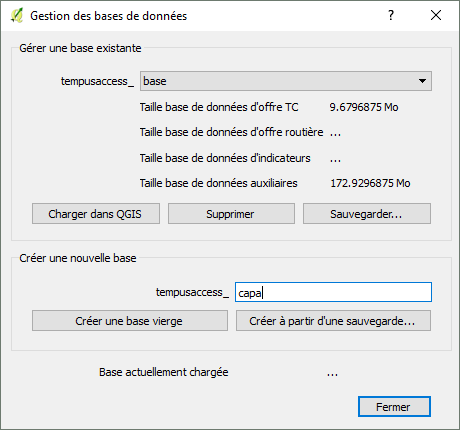 Gestion des bases de données
?
Gérer une base existante
tempusaccess_ base
Taille base de données d'offre TC 9.6796875 Mo
Taille base de données d'offre routière ...
Taille base de données d'indicateurs ...
Taille base de données auxiliaires 172.9296875 Mo
Charger dans QGIS Supprimer Sauvegarder...
Créer une nouvelle base
tempusaccess_ capa
Créer une base vierge Créer à partir d'une sauvegarde...
Base actuellement chargée ...
Fermer